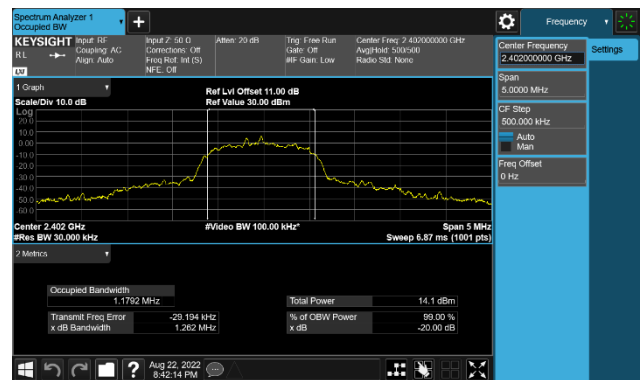 Spectrum Analyzer 1
Occupied BW
Frequency
KEYSIGHT
RL
Input: RF
Coupling: AC
Align: Auto
Input Z: 50 Ω
Corrections: Off
Freq Ref: Int (S)
NFE: Off
Atten: 20 dB
Trig: Free Run
Gate: Off
#IF Gain: Low
Center Freq: 2.402000000 GHz
Avg|Hold: 500/500
Radio Std: None
LW
Center Frequency
2.402000000 GHz
Settings
Span
5.0000 MHz
CF Step
500.000 kHz
Auto
Man
Freq Offset
0 Hz
1 Graph
Scale/Div 10.0 dB
Ref Lvl Offset 11.00 dB
Ref Value 30.00 dBm
Log
20.0
10.0
0.00
-10.0
-20.0
-30.0
-40.0
-50.0
-60.0
Center 2.402 GHz
#Res BW 30.000 kHz
#Video BW 100.00 kHz*
Span 5 MHz
Sweep 6.87 ms (1001 pts)
2 Metrics
Occupied Bandwidth
1.1792 MHz
Total Power 14.1 dBm
Transmit Freq Error -29.194 kHz
% of OBW Power 99.00 %
x dB Bandwidth 1.262 MHz
x dB -20.00 dB
?
Aug 22, 2022
8:42:14 PM